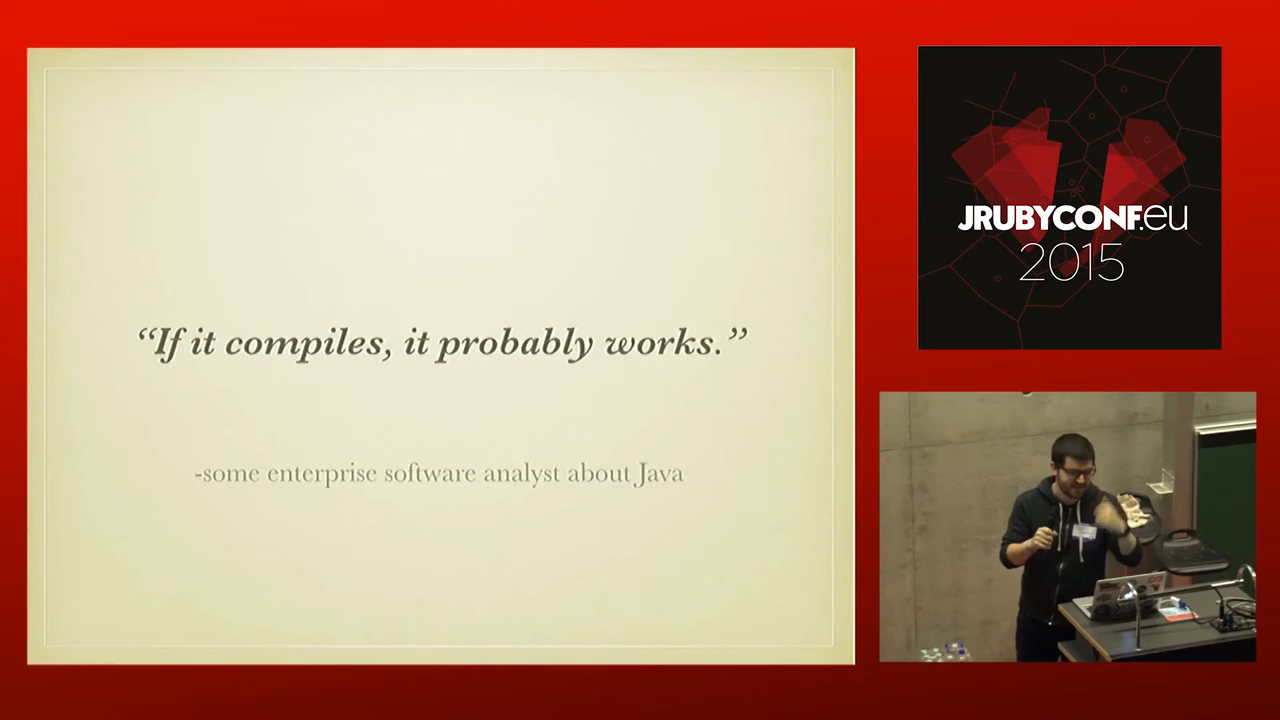 “If it compiles, it probably works.”
-some enterprise software analyst about Java
JRUBYCONF.eu
2015